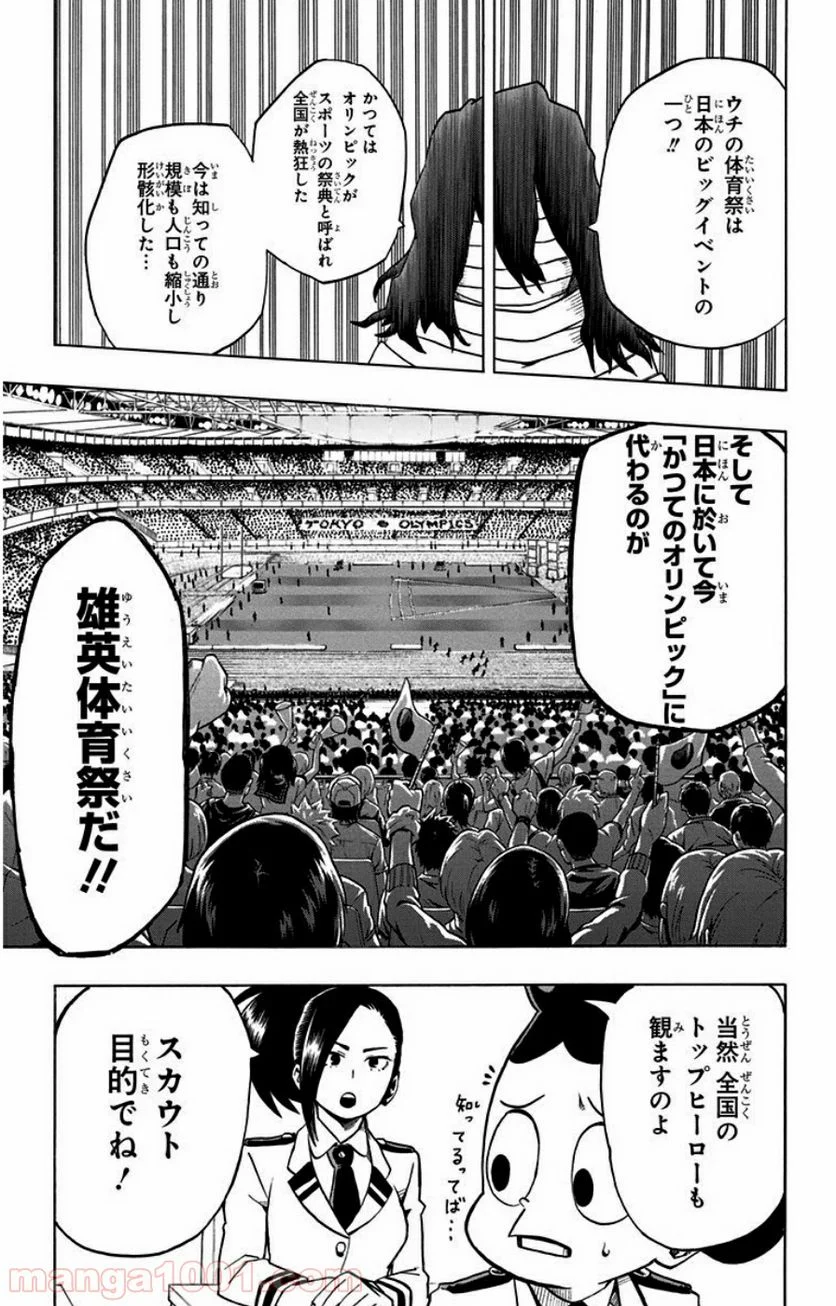 ウチの体育祭は
日本のビッグイベントの
一つ!!
かつては
オリンピックが
スポーツの祭典と呼ばれ
全国が熱狂した
今は知っての通り
規模も人口も縮小し
形骸化した…
そして
日本に於いて今
「かつてのオリンピック」に
代わるのが
TOKYO OLYMPICS
雄英体育祭だ!!
当然 全国の
トップヒーローも
観ますのよ
知ってるってば…
スカウト
目的でね!
manga1001.com